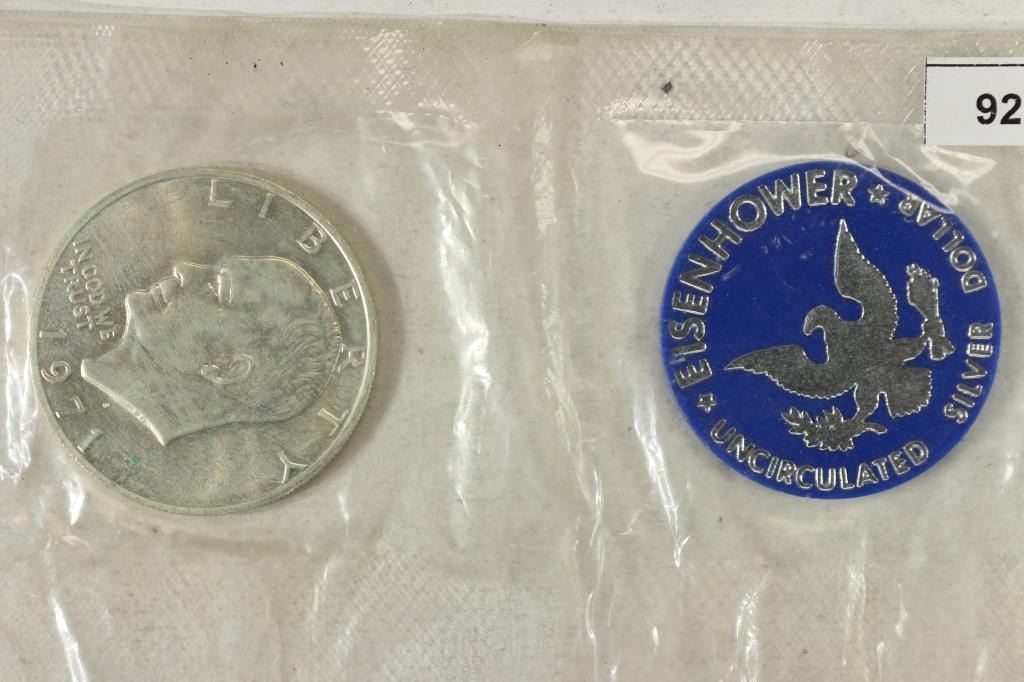 LIBERTY
IN GOD WE
TRUST
1971
S
EISENHOWER
SILVER DOLLAR
UNCIRCULATED
92